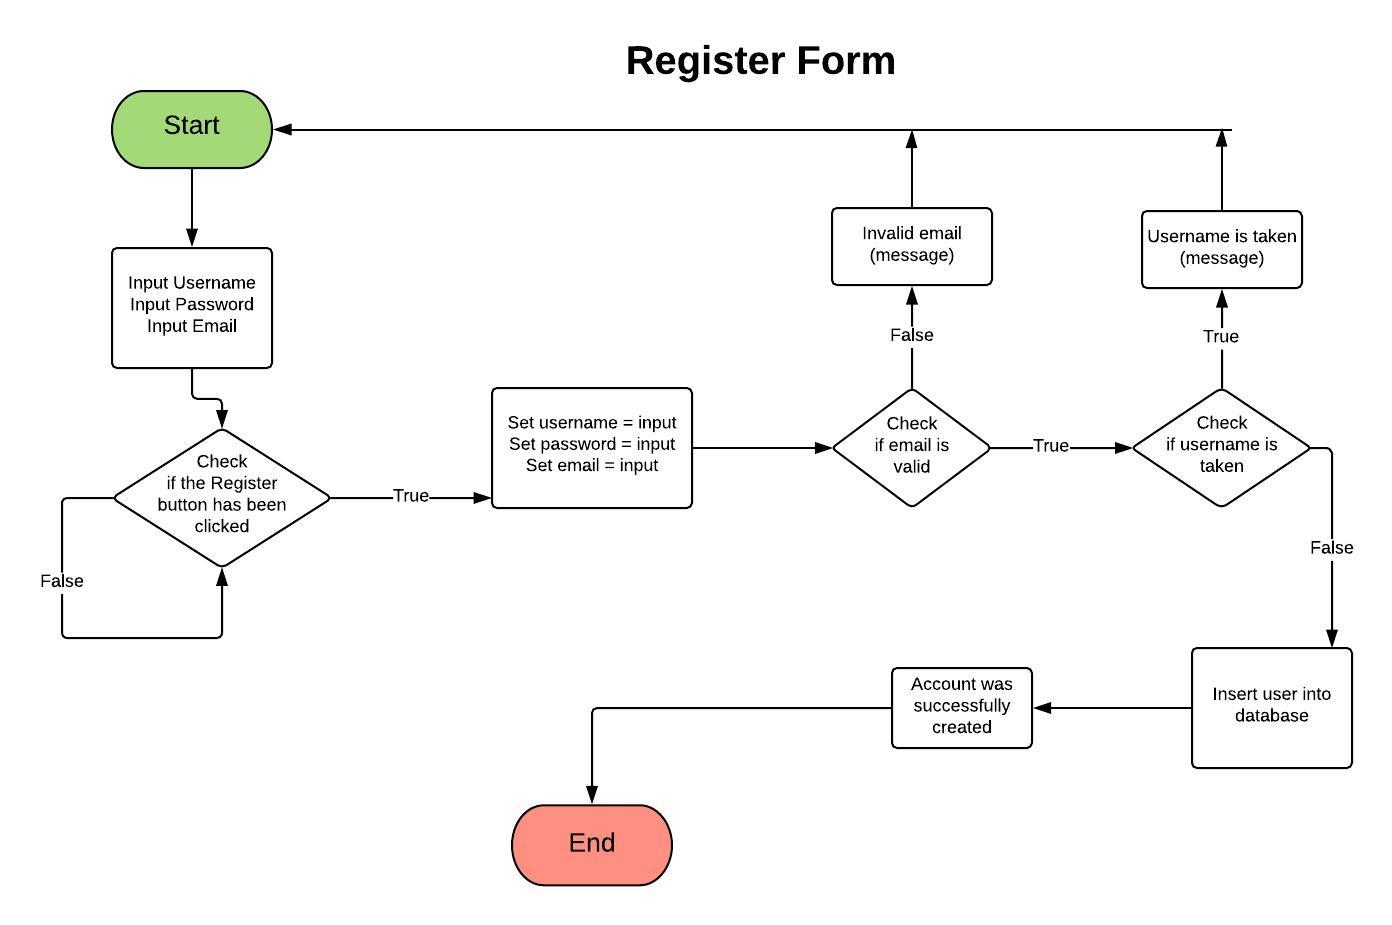 Register Form
Start
Input Username
Input Password
Input Email
Check
if the Register
button has been
clicked
False
True
Set username = input
Set password = input
Set email = input
Check
if email is
valid
False
Invalid email
(message)
True
Check
if username is
taken
True
Username is taken
(message)
False
Insert user into
database
Account was
successfully
created
End